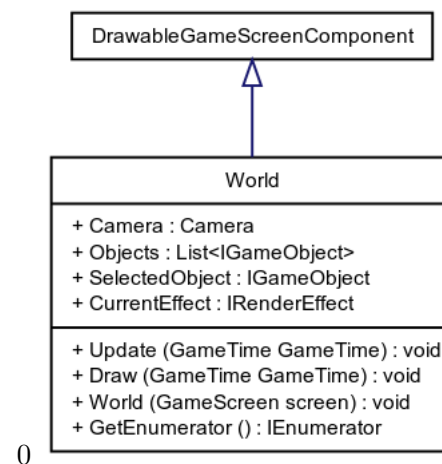 DrawableGameScreenComponent
World
+ Camera : Camera
+ Objects : List<IGameObject>
+ SelectedObject : IGameObject
+ CurrentEffect : IRenderEffect
+ Update (GameTime GameTime) : void
+ Draw (GameTime GameTime) : void
+ World (GameScreen screen) : void
+ GetEnumerator () : IEnumerator
0